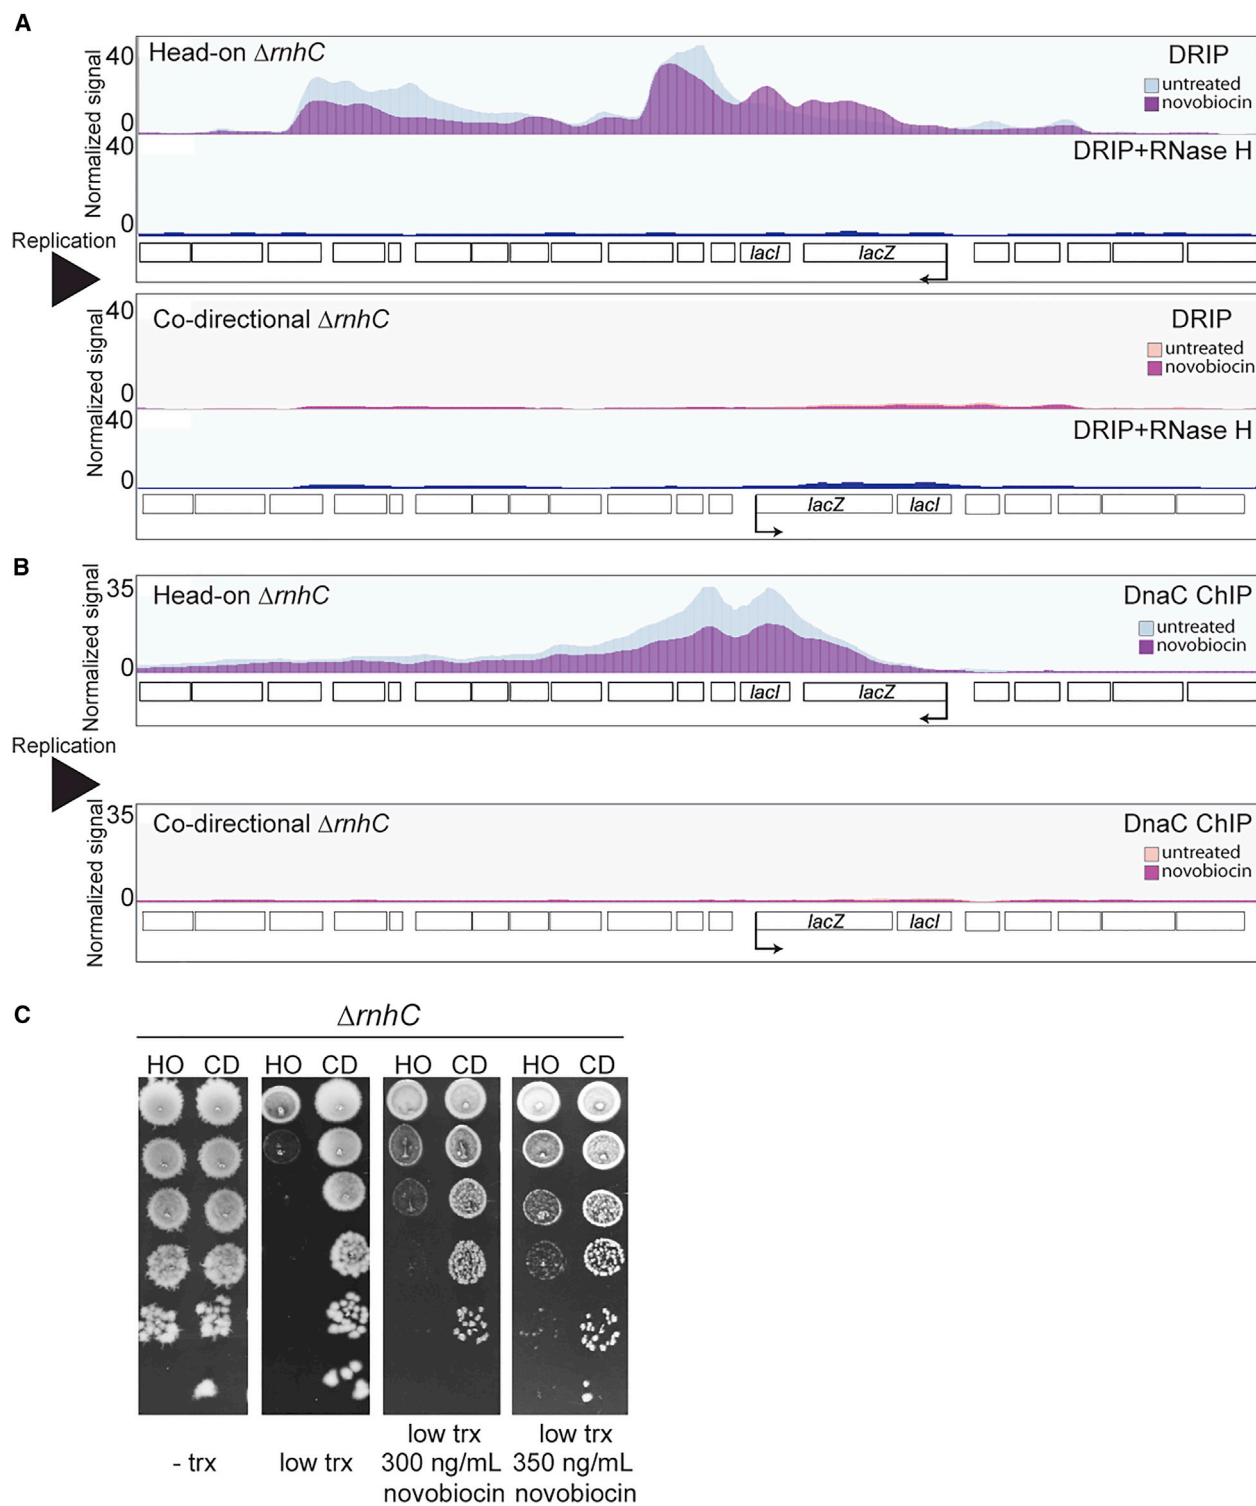 A
Head-on ΔrnhC
DRIP
untreated
novobiocin
40
0
Normalized signal
DRIP+RNase H
40
0
Replication
lacI
lacZ
Co-directional ΔrnhC
DRIP
untreated
novobiocin
40
0
Normalized signal
DRIP+RNase H
40
0
lacZ
lacI
B
Head-on ΔrnhC
DnaC ChIP
untreated
novobiocin
35
0
Normalized signal
lacI
lacZ
Replication
Co-directional ΔrnhC
DnaC ChIP
untreated
novobiocin
35
0
Normalized signal
lacZ
lacI
C
ΔrnhC
HO CD HO CD HO CD HO CD
- trx
low trx
low trx
300 ng/mL
novobiocin
low trx
350 ng/mL
novobiocin